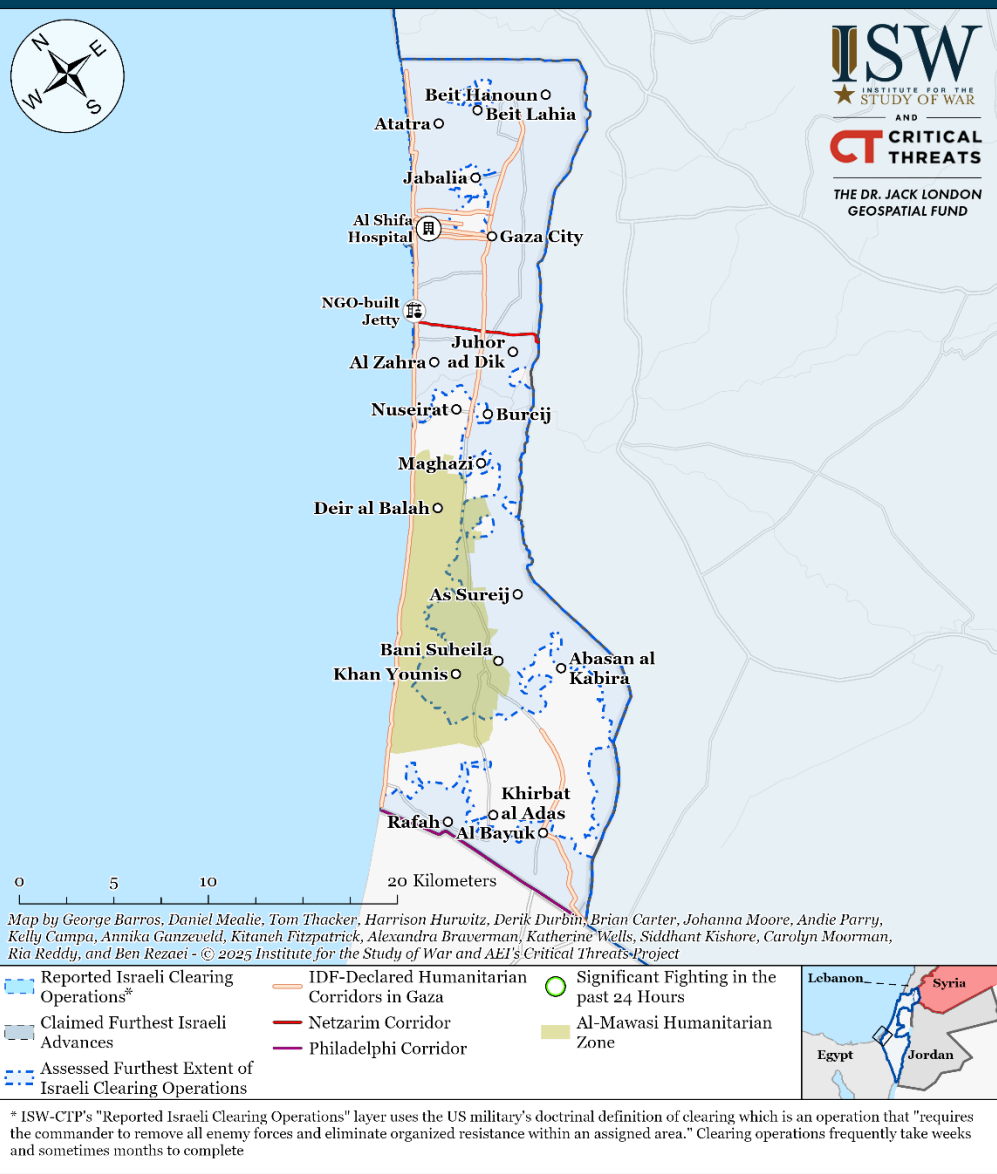 N
E
W
S
ISW
INSTITUTE FOR THE
STUDY OF WAR
AND
CT CRITICAL
THREATS
THE DR. JACK LONDON
GEOSPATIAL FUND
Beit Hanoun
Beit Lahia
Atatra
Jabalia
Al Shifa
Hospital
Gaza City
NGO-built
Jetty
Juhor
ad Dik
Al Zahra
Nuseirat
Bureij
Maghazi
Deir al Balah
As Sureij
Bani Suheila
Abasan al
Kabira
Khan Younis
Khirbat
al Adas
Rafah
Al Bayuk
0 5 10 20 Kilometers
Map by George Barros, Daniel Mealie, Tom Thacker, Harrison Hurwitz, Derik Durbin, Brian Carter, Johanna Moore, Andie Parry,
Kelly Campa, Annika Ganzeveld, Kitaneh Fitzpatrick, Alexandra Braverman, Katherine Wells, Siddhant Kishore, Carolyn Moorman,
Ria Reddy, and Ben Rezaei - © 2025 Institute for the Study of War and AEI's Critical Threats Project
Reported Israeli Clearing
Operations*
Claimed Furthest Israeli
Advances
Assessed Furthest Extent of
Israeli Clearing Operations
IDF-Declared Humanitarian
Corridors in Gaza
Netzarim Corridor
Philadelphi Corridor
Significant Fighting in the
past 24 Hours
Al-Mawasi Humanitarian
Zone
Lebanon
Syria
Egypt
Jordan
* ISW-CTP's "Reported Israeli Clearing Operations" layer uses the US military's doctrinal definition of clearing which is an operation that "requires
the commander to remove all enemy forces and eliminate organized resistance within an assigned area." Clearing operations frequently take weeks
and sometimes months to complete